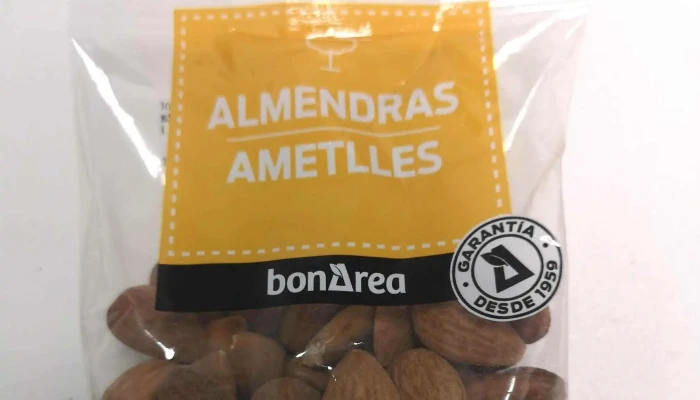 ALMENDRAS
AMETLLES
bonÀrea
GARANTÍA
DESDE 1959